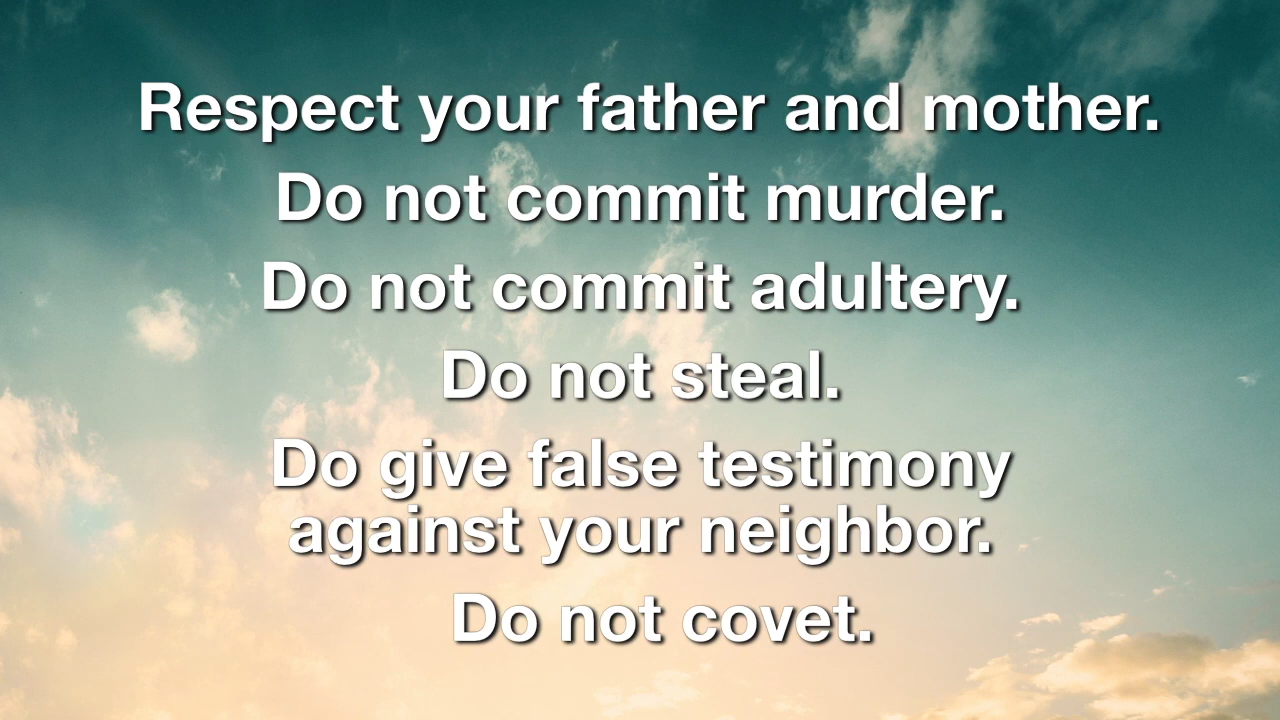 Respect your father and mother.
Do not commit murder.
Do not commit adultery.
Do not steal.
Do give false testimony
against your neighbor.
Do not covet.